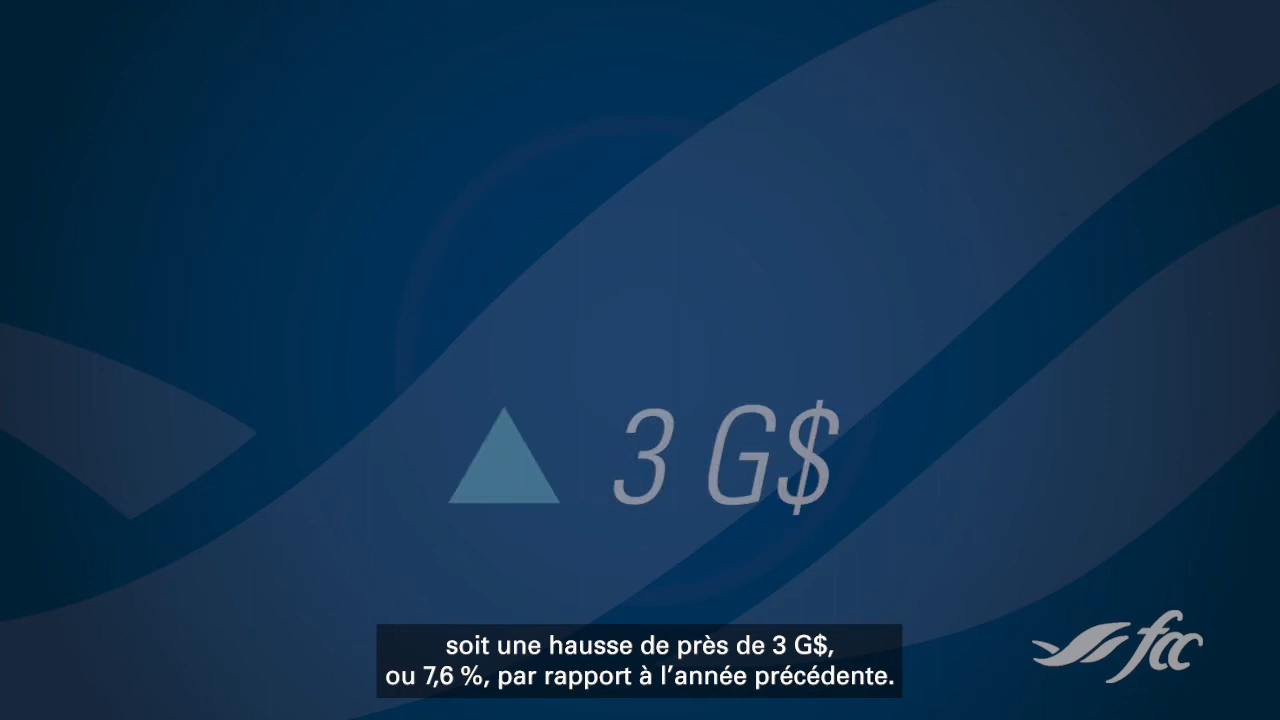 3 G$
soit une hausse de près de 3 G$,
ou 7,6 %, par rapport à l’année précédente.
fcc